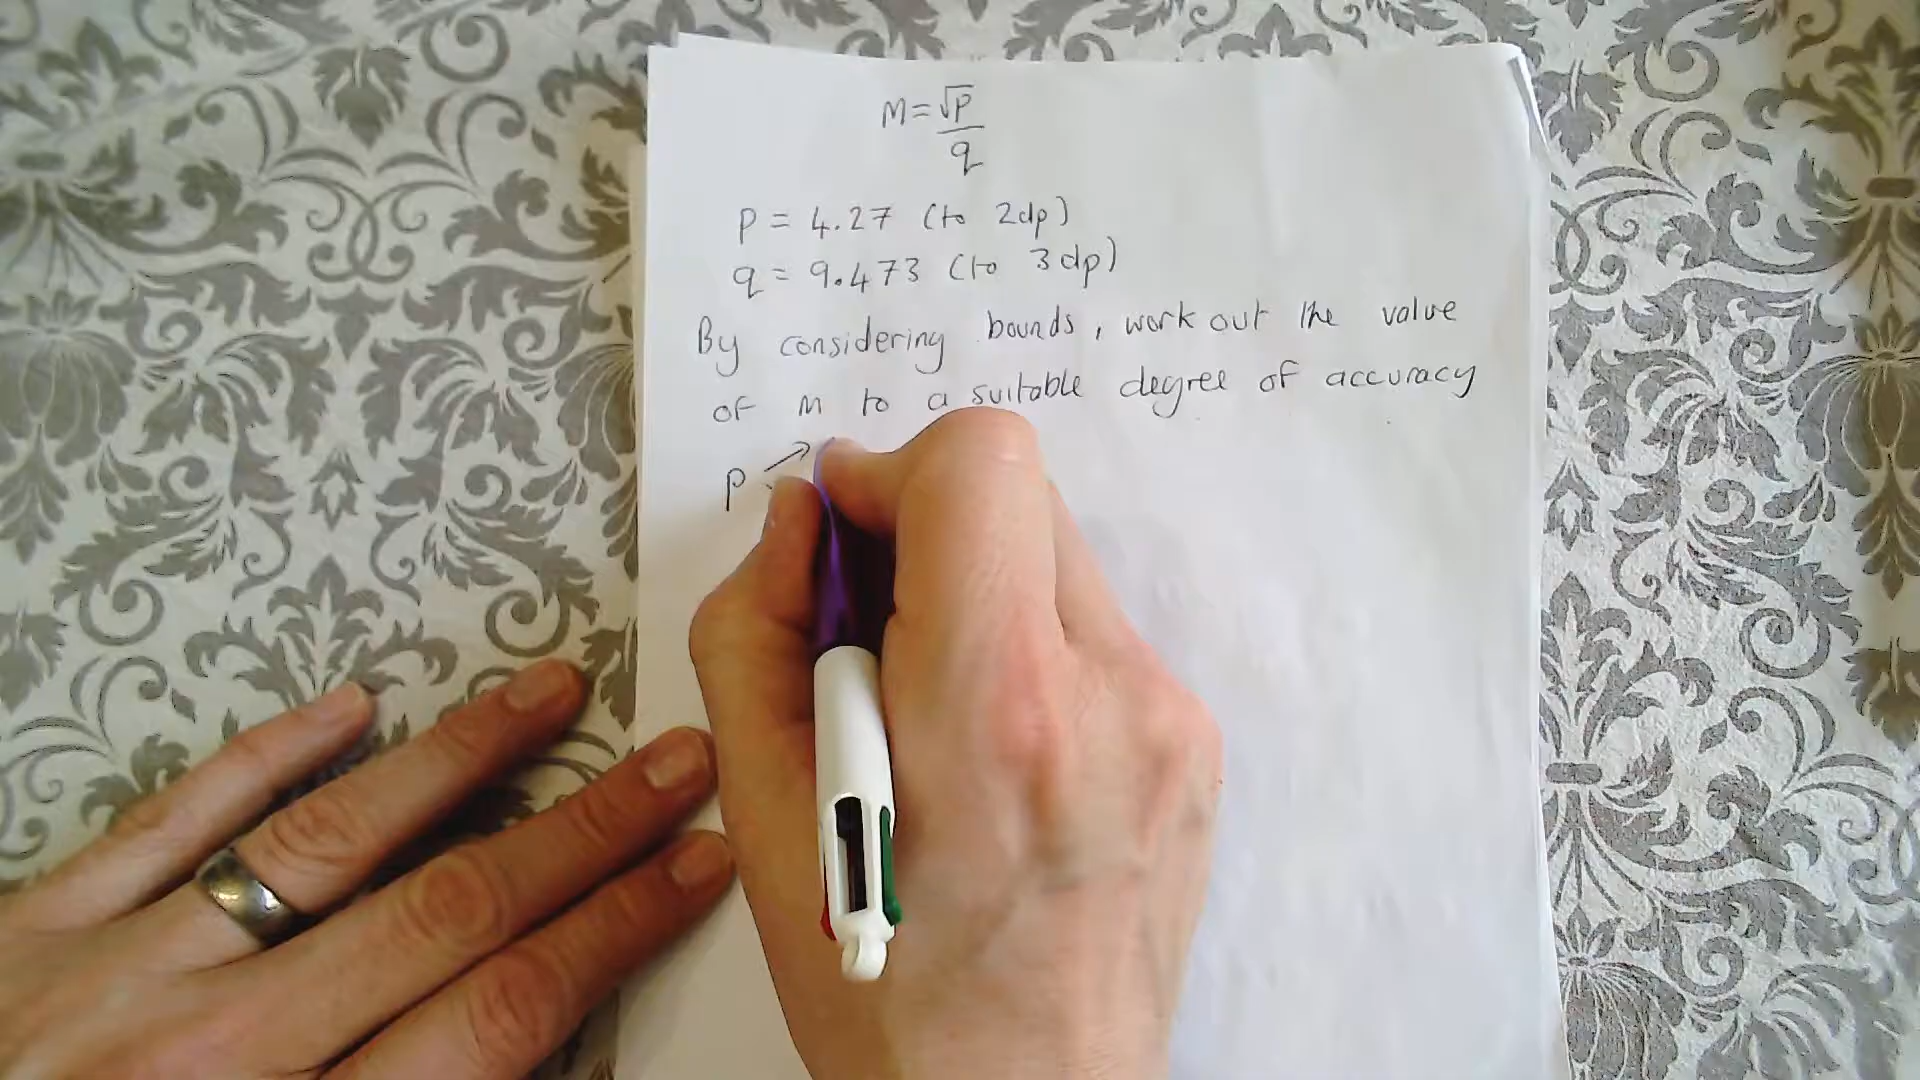 M = √P / q
P = 4.27 (to 2dp)
q = 9.473 (to 3dp)
By considering bounds, work out the value
of M to a suitable degree of accuracy
P